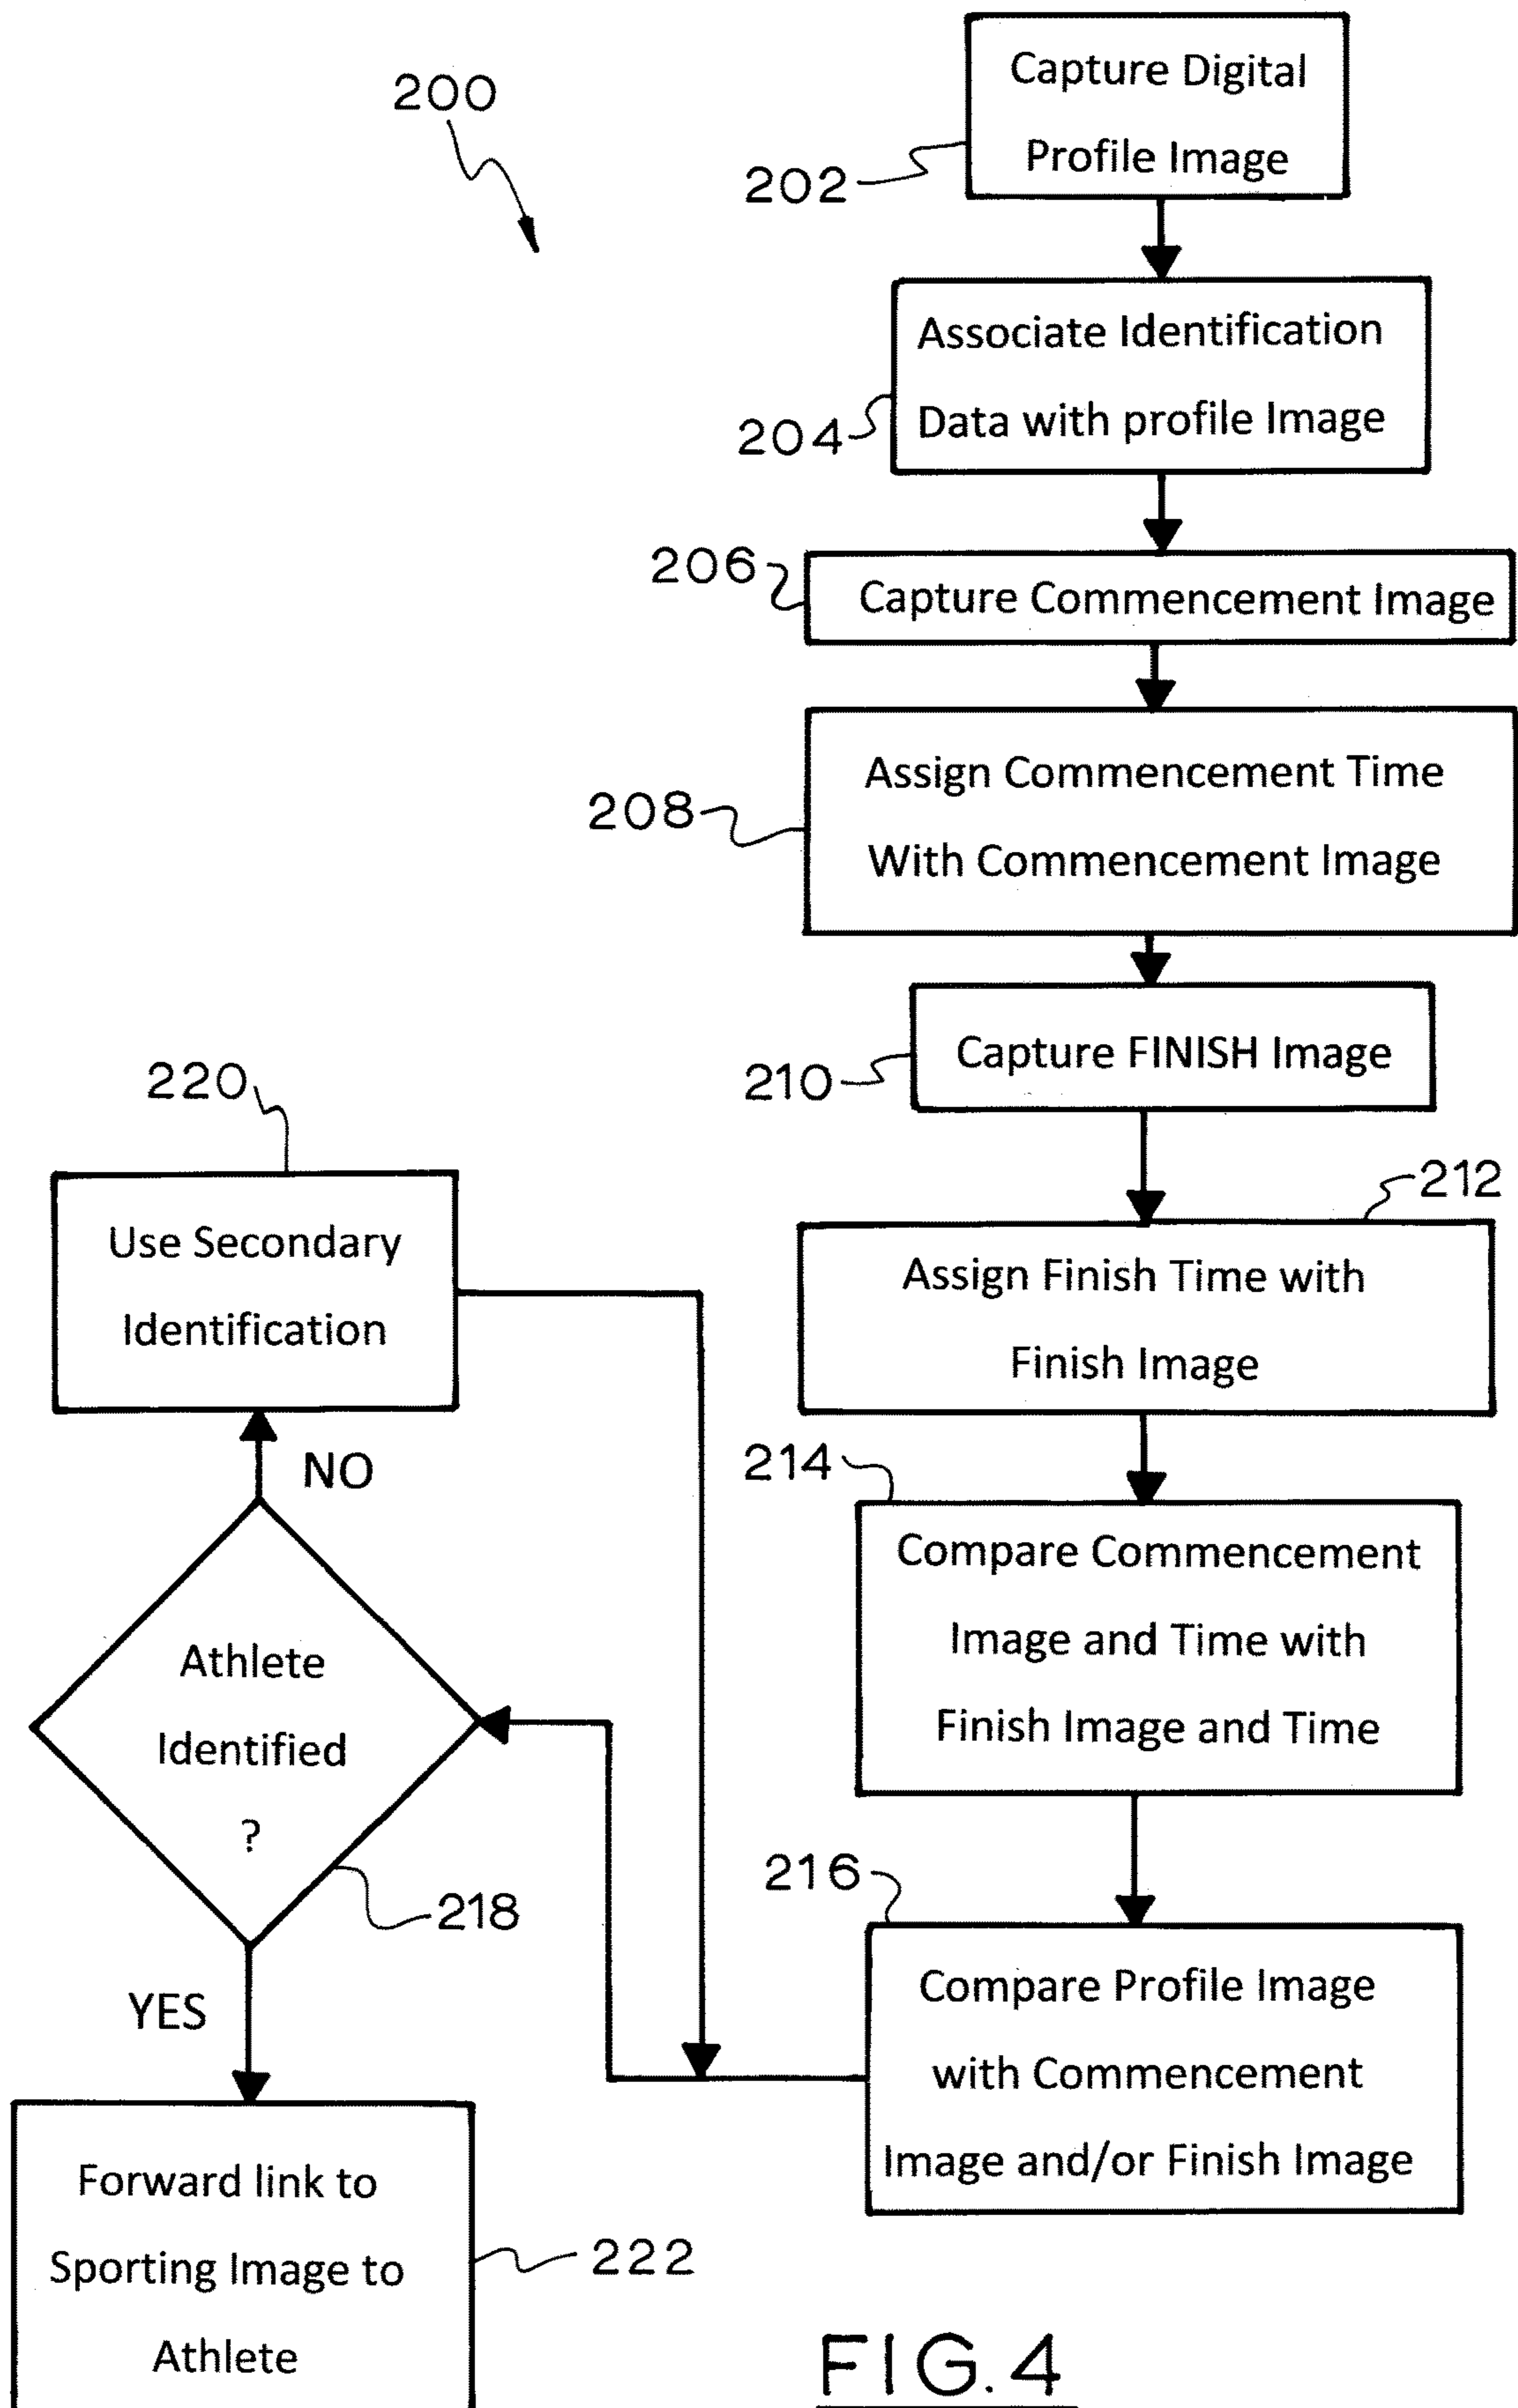 200
Capture Digital
Profile Image
202
Associate Identification
Data with profile Image
204
206
Capture Commencement Image
Assign Commencement Time
With Commencement Image
208
Capture FINISH Image
210
212
Assign Finish Time with
Finish Image
214
Compare Commencement
Image and Time with
Finish Image and Time
216
Compare Profile Image
with Commencement
Image and/or Finish Image
220
Use Secondary
Identification
NO
Athlete
Identified
?
218
YES
Forward link to
Sporting Image to
Athlete
222
FIG. 4